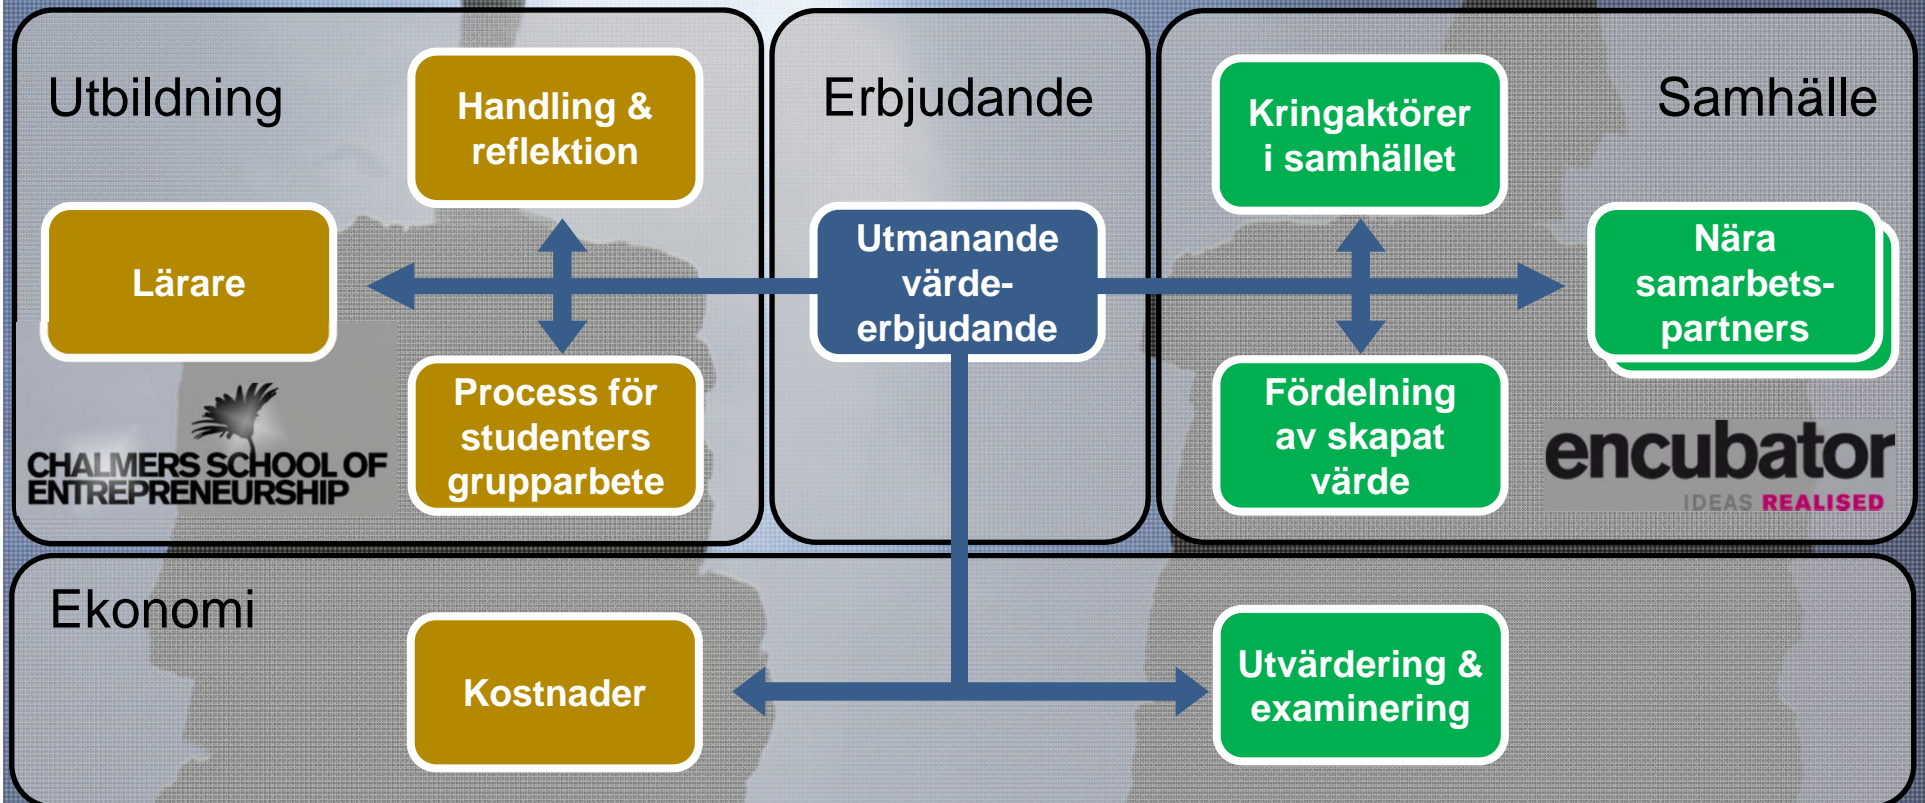 Utbildning
Handling &
reflektion
Lärare
Process för
studenters
grupparbete
CHALMERS SCHOOL OF
ENTREPRENEURSHIP
Erbjudande
Utmanande
värde-
erbjudande
Samhälle
Kringaktörer
i samhället
Nära
samarbets-
partners
Fördelning
av skapat
värde
encubator
IDEAS REALISED
Ekonomi
Kostnader
Utvärdering &
examinering